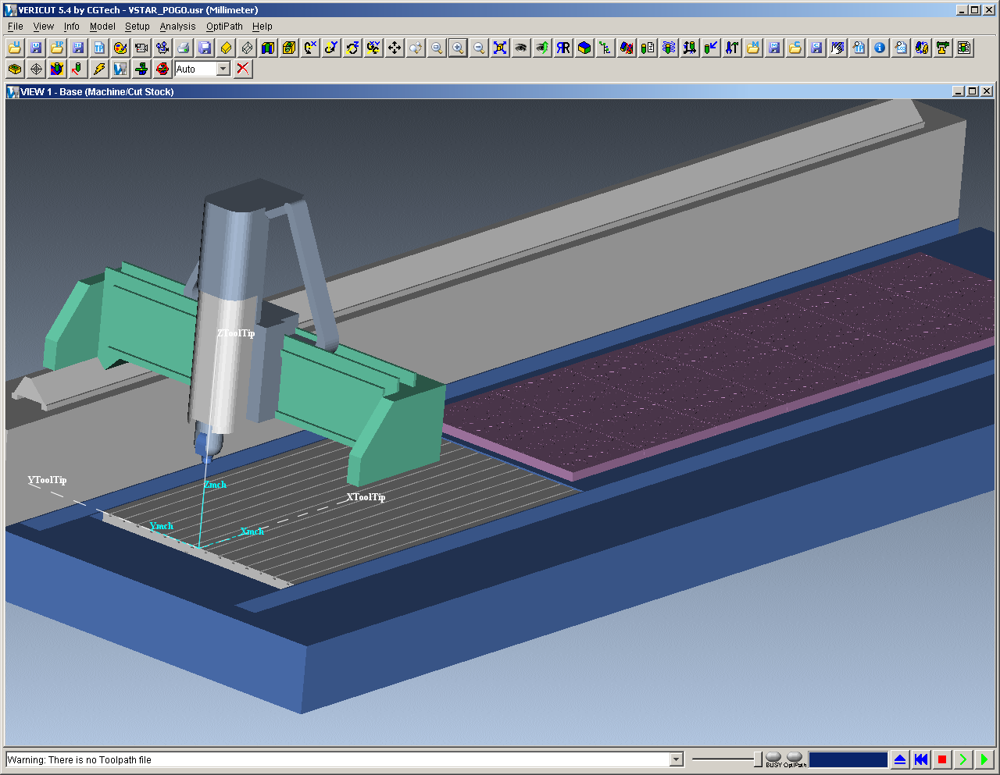 VERICUT 5.4 by CGTech - VSTAR_POGO.usr (Millimeter)
File View Info Model Setup Analysis OptiPath Help
Auto
VIEW 1 - Base (Machine/Cut Stock)
ZToolTip
YToolTip
Zmch
XToolTip
Ymch
Xmch
Warning: There is no Toolpath file
BUSY OptiPath